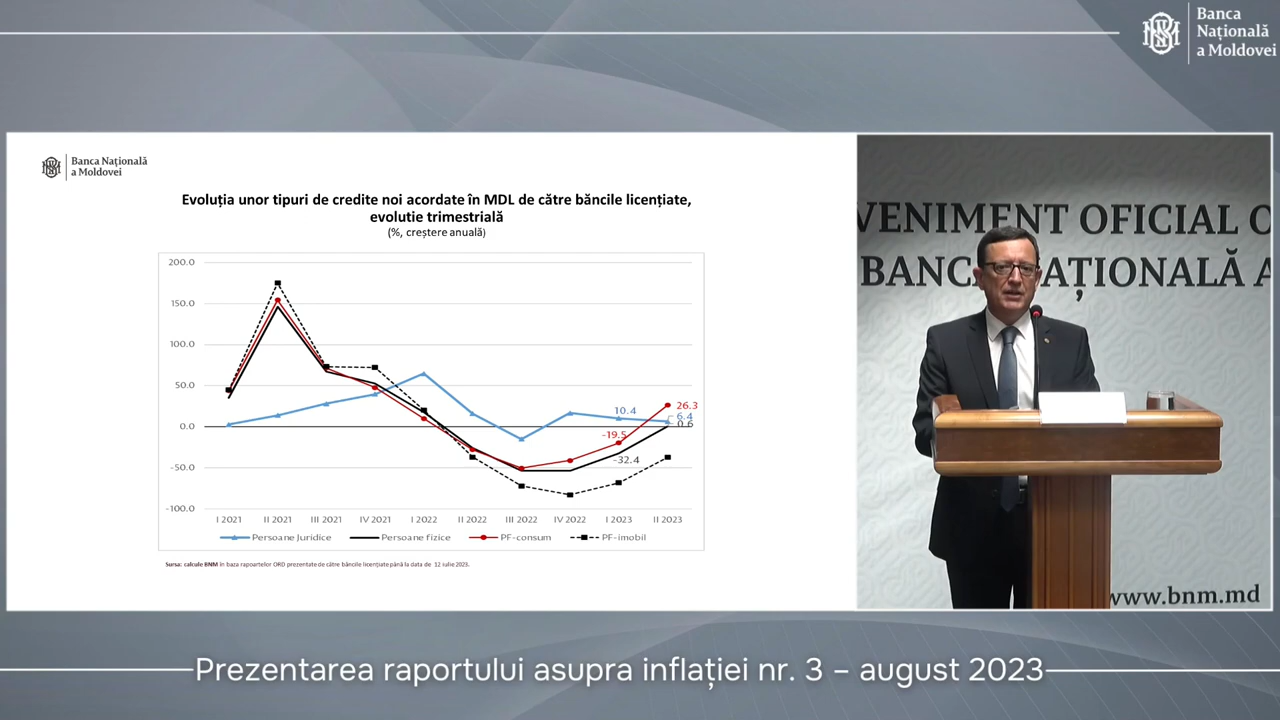 Banca
Națională
a Moldovei
Banca Națională
a Moldovei
Evoluția unor tipuri de credite noi acordate în MDL de către băncile licențiate,
evolutie trimestrială
(%, creștere anuală)
200.0
150.0
100.0
50.0
0.0
-50.0
-100.0
10.4
-19.5
-32.4
26.3
6.4
0.6
I 2021 II 2021 III 2021 IV 2021 I 2022 II 2022 III 2022 IV 2022 I 2023 II 2023
Persoane Juridice Persoane fizice PF-consum PF-imobil
Sursa: calcule BNM în baza rapoartelor ORD prezentate de către băncile licențiate până la data de 12 iulie 2023.
VENIMENT OFICIAL O
BANCA NAȚIONALĂ A
www.bnm.md
Prezentarea raportului asupra inflației nr. 3 – august 2023